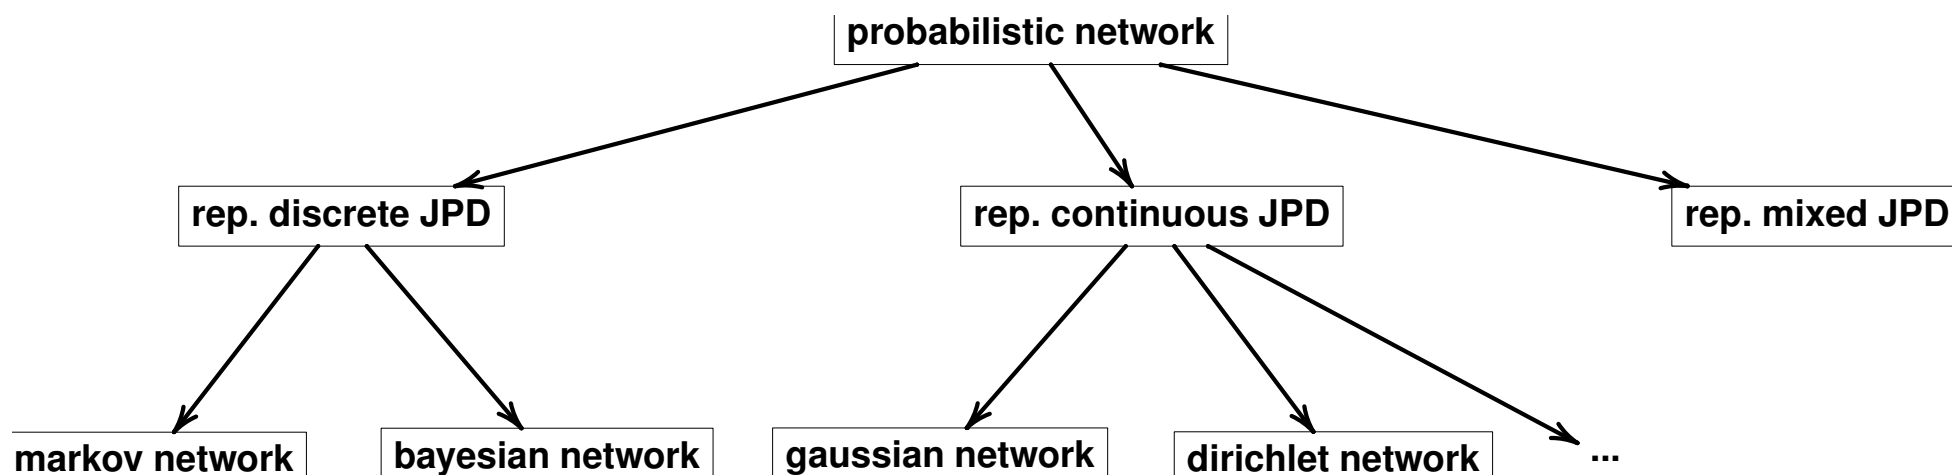 probabilistic network
rep. discrete JPD
rep. continuous JPD
rep. mixed JPD
markov network
bayesian network
gaussian network
dirichlet network
...